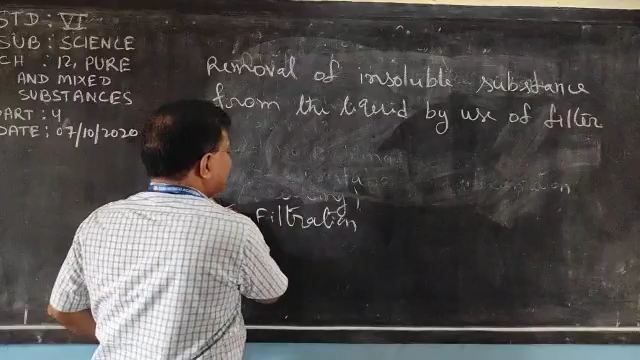 STD : VI
SUB : SCIENCE
CH : 12, PURE
AND MIXED
SUBSTANCES
PART : 4
DATE : 07/10/2020
Removal of insoluble substance
from the liquid by use of filter
Filtration